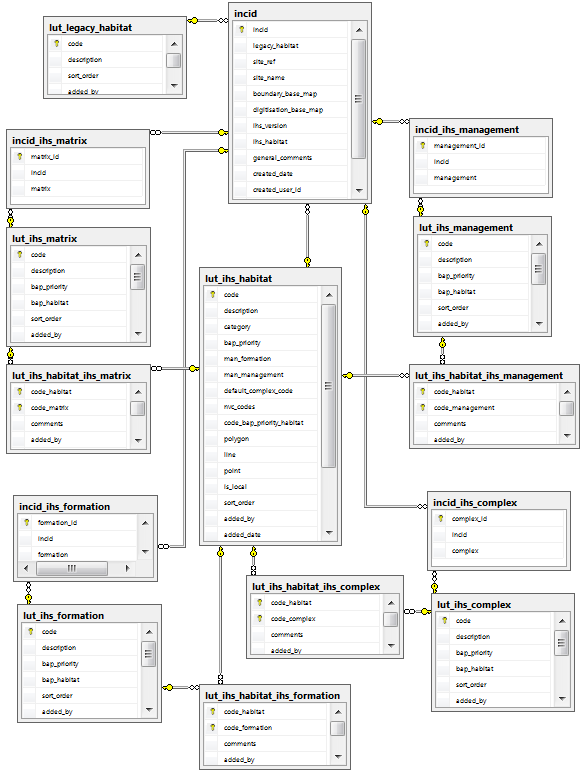 lut_legacy_habitat
code
description
sort_order
added_by
incid
incid
legacy_habitat
site_ref
site_name
boundary_base_map
digitisation_base_map
ihs_version
ihs_habitat
general_comments
created_date
created_user_id
incid_ihs_matrix
matrix_id
incid
matrix
incid_ihs_management
management_id
incid
management
lut_ihs_matrix
code
description
bap_priority
bap_habitat
sort_order
added_by
lut_ihs_management
code
description
bap_priority
bap_habitat
sort_order
added_by
lut_ihs_habitat
code
description
category
bap_priority
man_formation
man_management
default_complex_code
nvc_codes
code_bap_priority_habitat
polygon
line
point
is_local
sort_order
added_by
added_date
lut_ihs_habitat_ihs_matrix
code_habitat
code_matrix
comments
added_by
lut_ihs_habitat_ihs_management
code_habitat
code_management
comments
added_by
incid_ihs_formation
formation_id
incid
formation
incid_ihs_complex
complex_id
incid
complex
lut_ihs_habitat_ihs_complex
code_habitat
code_complex
comments
added_by
lut_ihs_formation
code
description
bap_priority
bap_habitat
sort_order
added_by
lut_ihs_complex
code
description
bap_priority
bap_habitat
sort_order
added_by
lut_ihs_habitat_ihs_formation
code_habitat
code_formation
comments
added_by